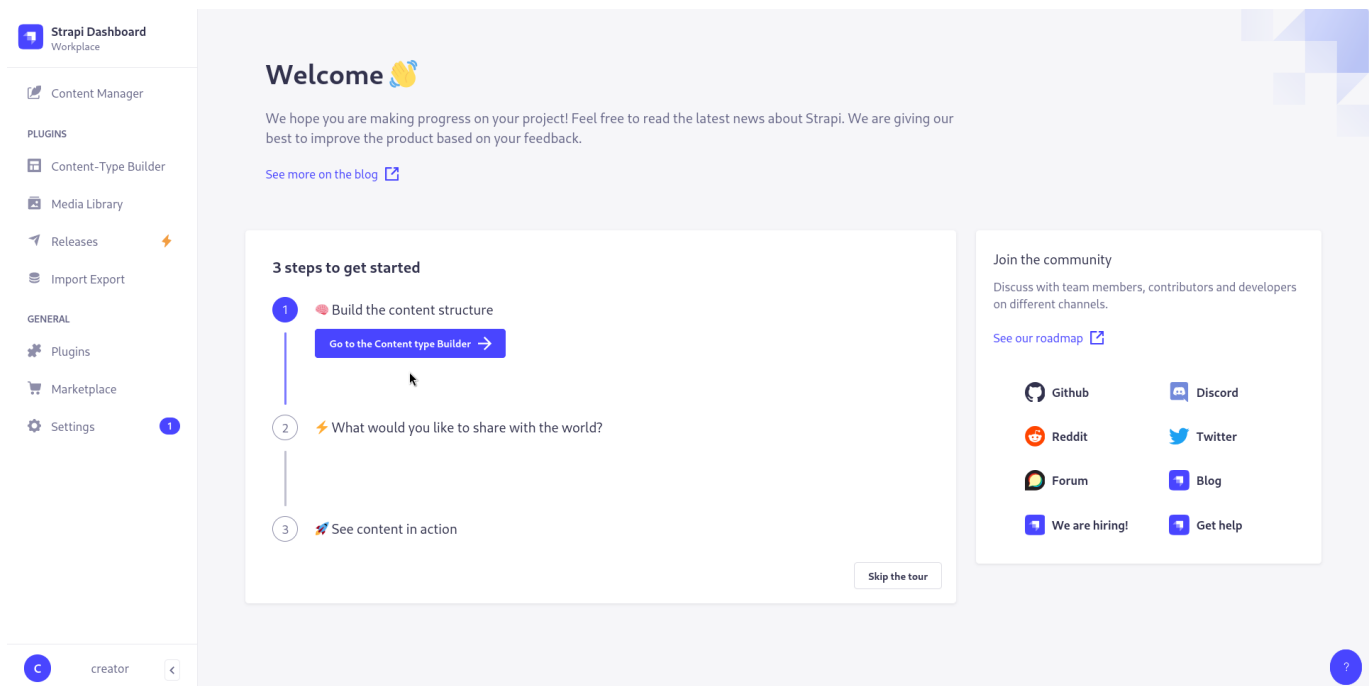 Strapi Dashboard
Workplace
Content Manager
PLUGINS
Content-Type Builder
Media Library
Releases
Import Export
GENERAL
Plugins
Marketplace
Settings
1
C
creator
Welcome
We hope you are making progress on your project! Feel free to read the latest news about Strapi. We are giving our
best to improve the product based on your feedback.
See more on the blog
3 steps to get started
1
Build the content structure
Go to the Content type Builder
2
What would you like to share with the world?
3
See content in action
Skip the tour
Join the community
Discuss with team members, contributors and developers
on different channels.
See our roadmap
Github
Discord
Reddit
Twitter
Forum
Blog
We are hiring!
Get help
?